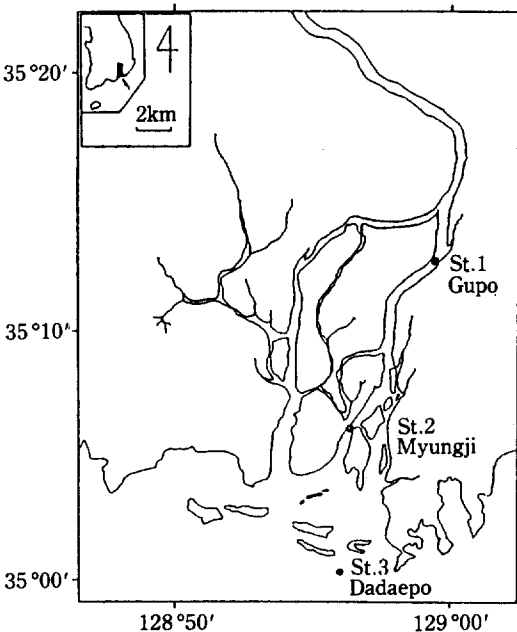 4
2km
35°20′
St.1
Gupo
35°10′
St.2
Myungji
St.3
35°00′
Dadaepo
128°50′
129°00′